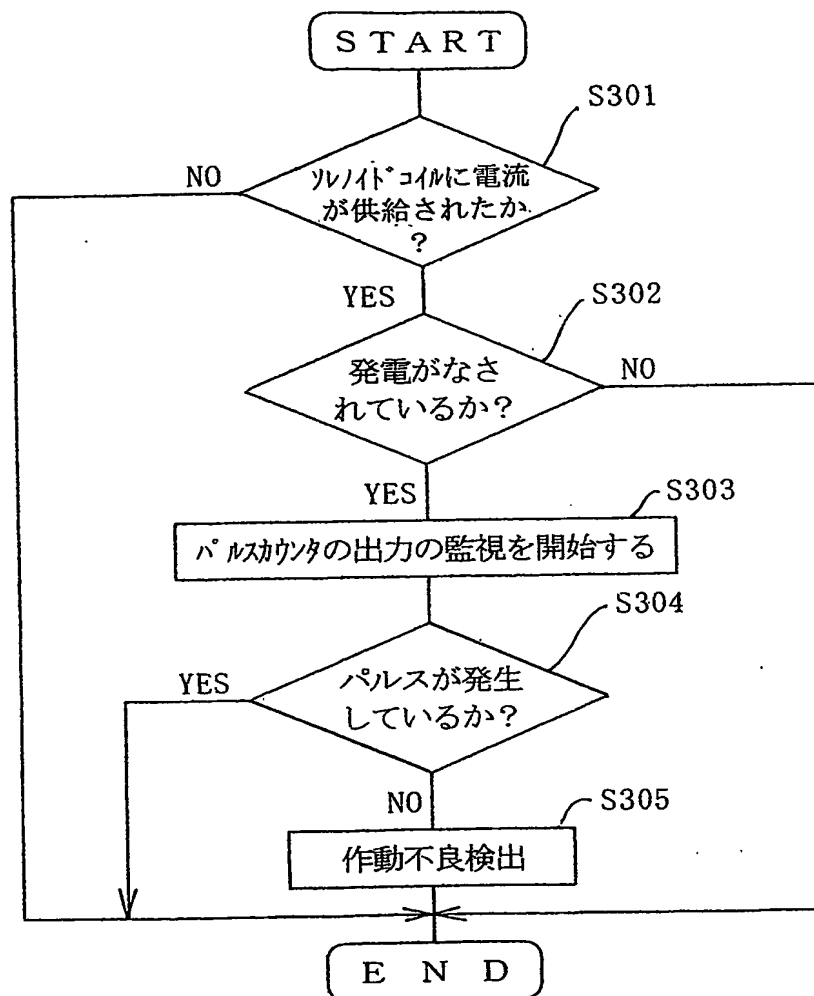 START
S301
NO
ソレノイドコイルに電流
が供給されたか
?
YES
S302
発電がなさ
れているか?
NO
YES
S303
パルスカウンタの出力の監視を開始する
S304
YES
パルスが発生
しているか?
NO
S305
作動不良検出
END